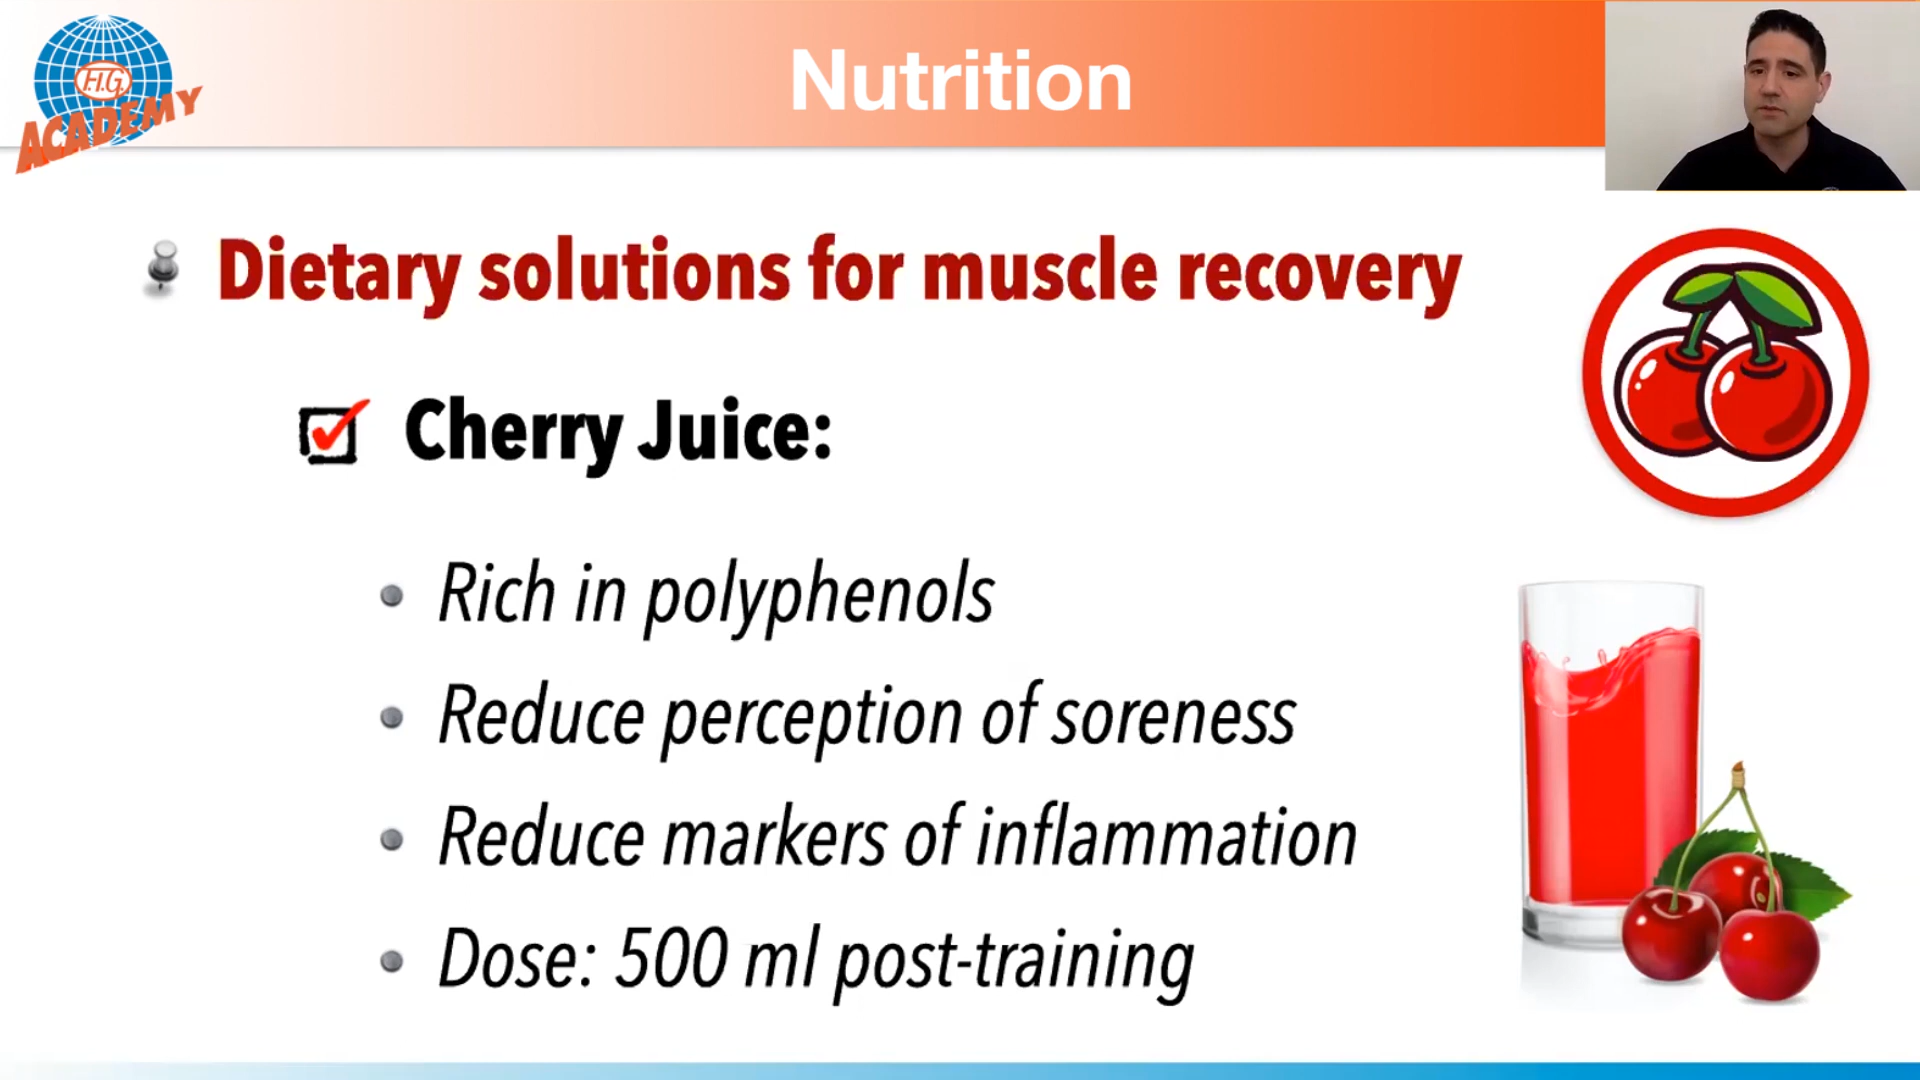 F.I.G.
ACADEMY
Nutrition
Dietary solutions for muscle recovery
Cherry Juice:
Rich in polyphenols
Reduce perception of soreness
Reduce markers of inflammation
Dose: 500 ml post-training